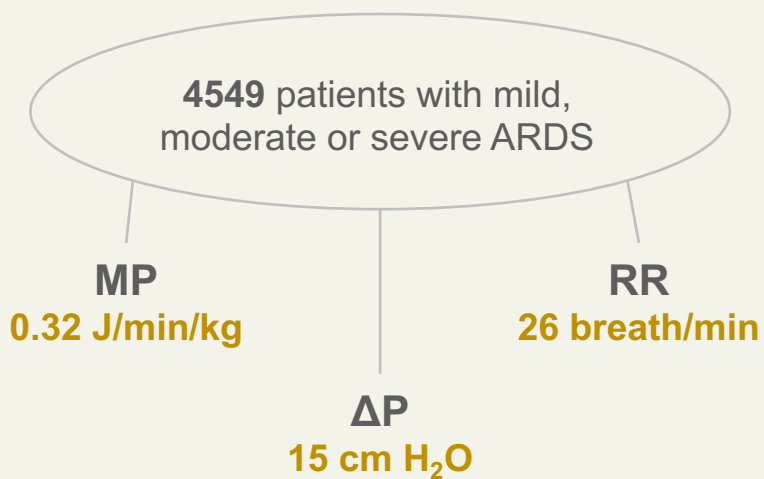 4549 patients with mild,
moderate or severe ARDS
MP
0.32 J/min/kg
RR
26 breath/min
ΔP
15 cm H₂O